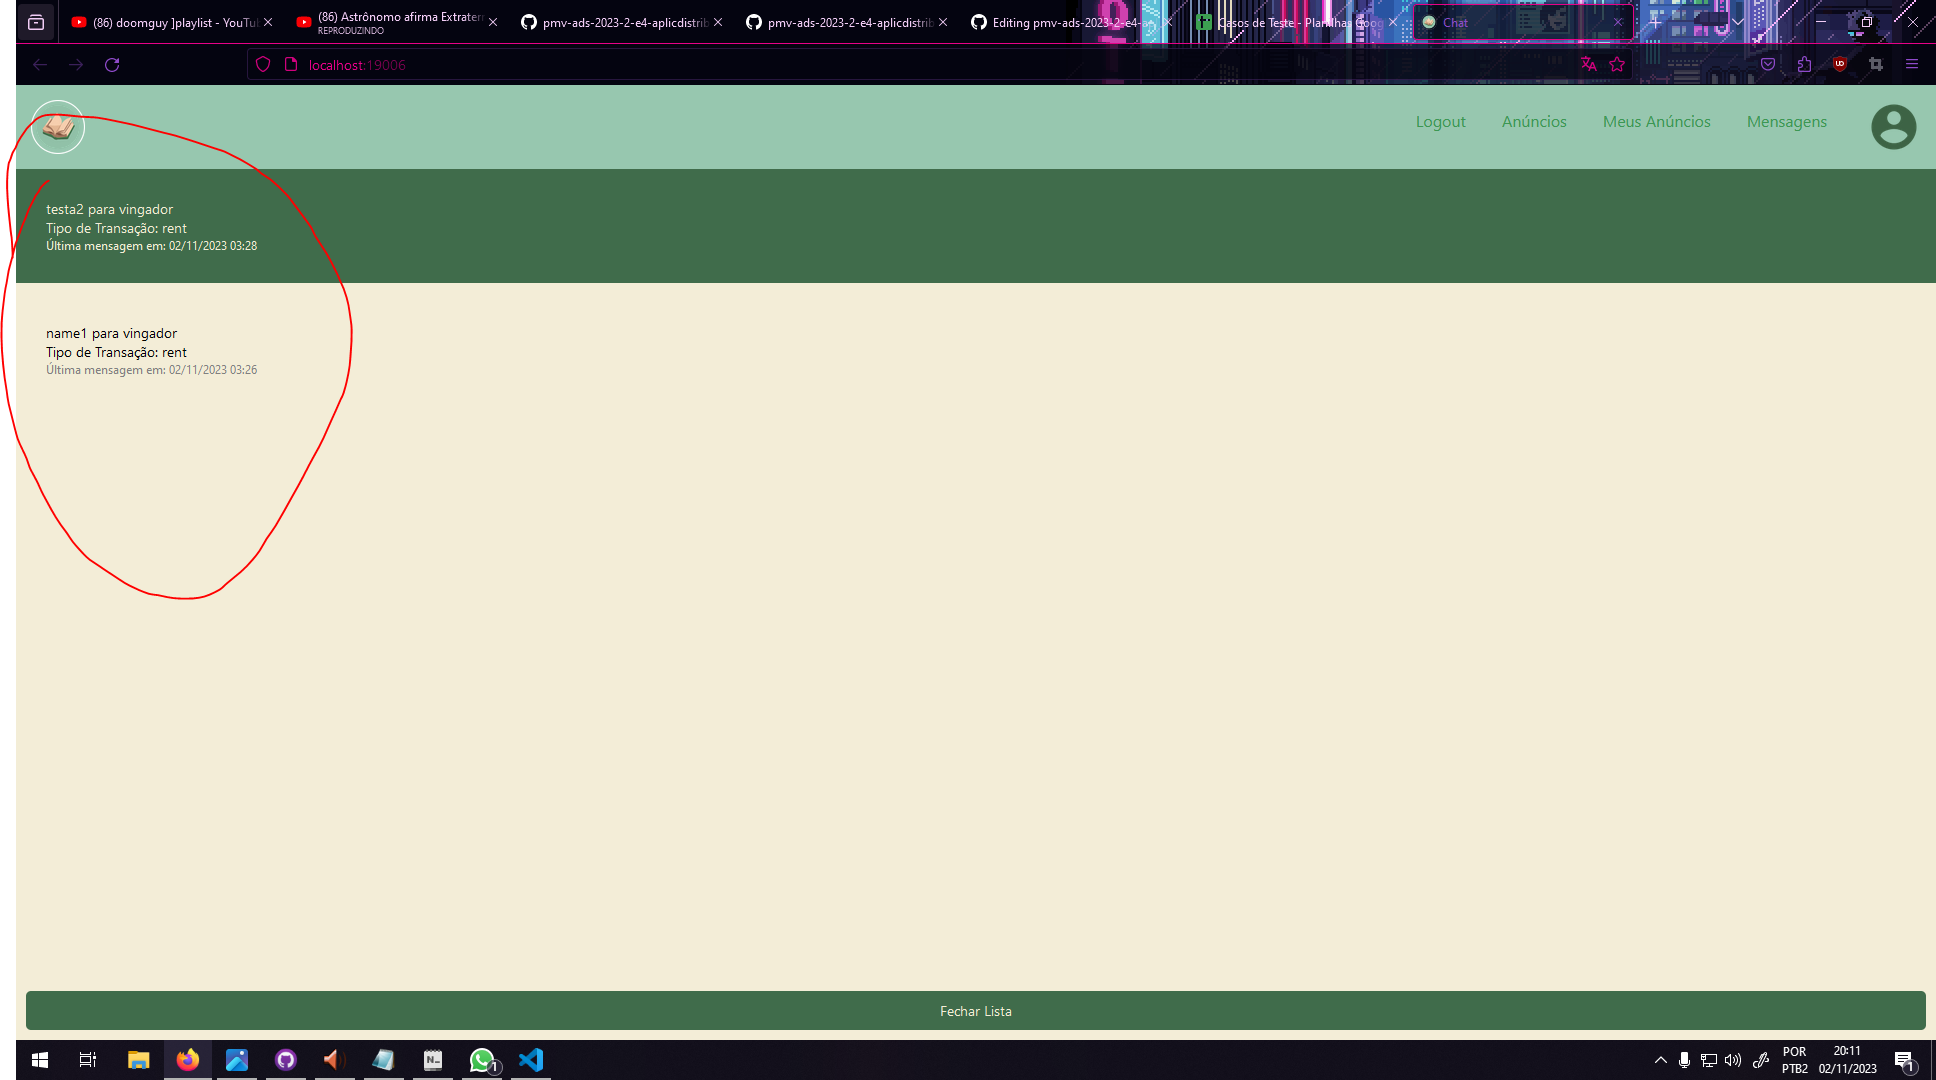 (86) doomguy ]playlist - YouTu
(86) Astrônomo afirma Extraterr
REPRODUZINDO
pmv-ads-2023-2-e4-aplicdistrib
pmv-ads-2023-2-e4-aplicdistrib
Editing pmv-ads-2023-2-e4-a
Casos de Teste - Planilhas Goog
Chat
localhost:19006
Logout
Anúncios
Meus Anúncios
Mensagens
testa2 para vingador
Tipo de Transação: rent
Última mensagem em: 02/11/2023 03:28
name1 para vingador
Tipo de Transação: rent
Última mensagem em: 02/11/2023 03:26
Fechar Lista
N_
1
POR
PTB2
20:11
02/11/2023
1